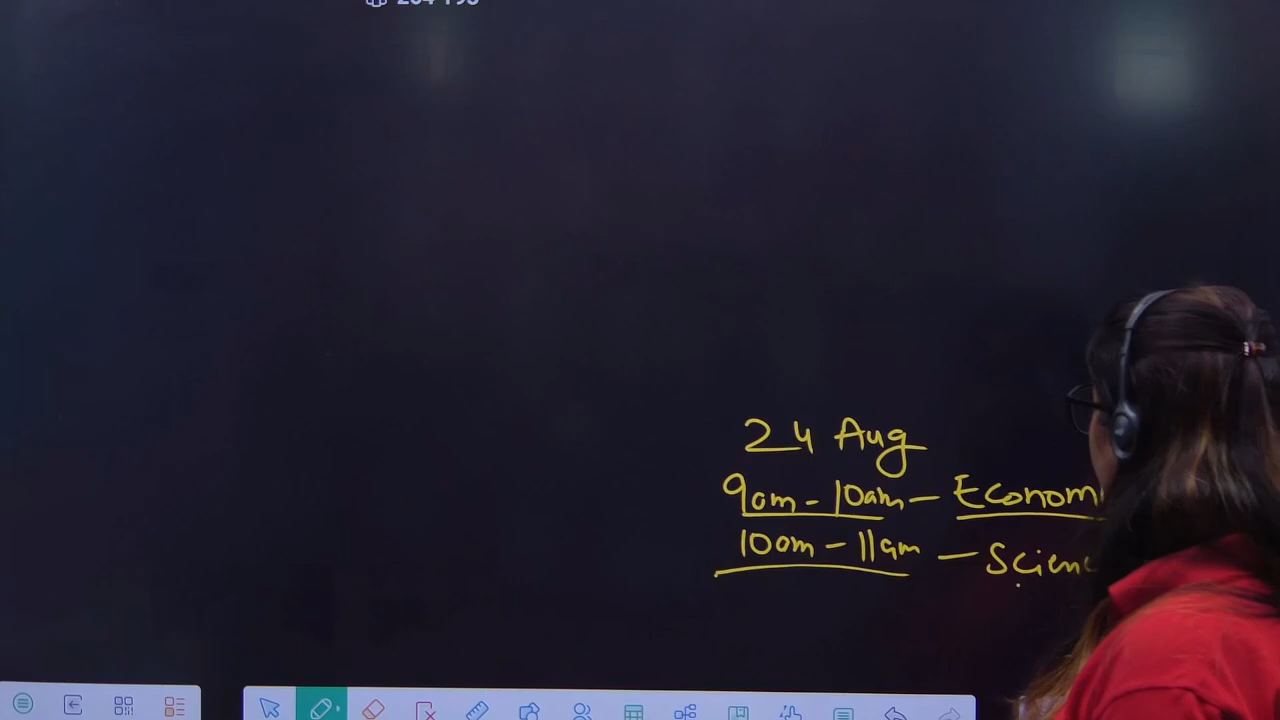 24 Aug
9am - 10am - Econom
10am - 11am - Scienc